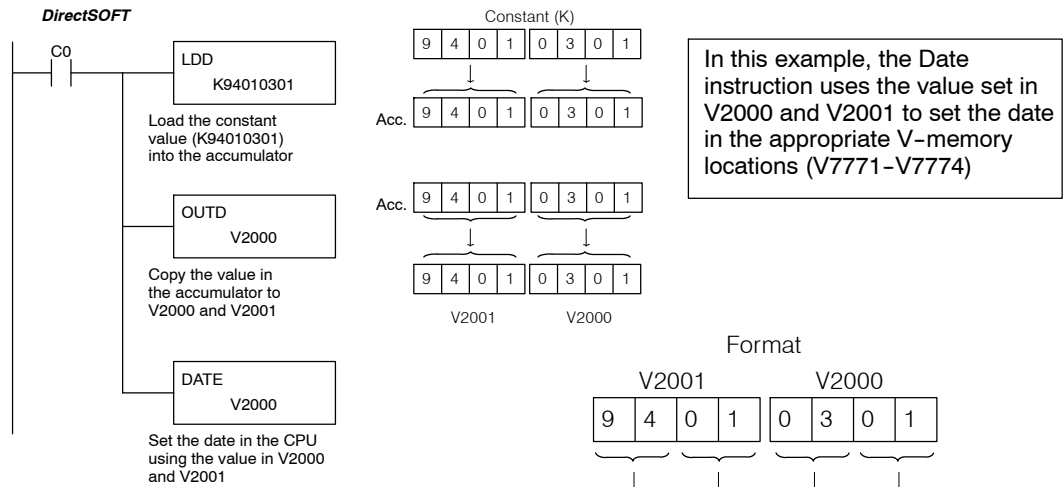 DirectSOFT
C0
LDD
K94010301
Load the constant
value (K94010301)
into the accumulator
OUTD
V2000
Copy the value in
the accumulator to
V2000 and V2001
DATE
V2000
Set the date in the CPU
using the value in V2000
and V2001
Constant (K)
9 4 0 1 0 3 0 1
Acc. 9 4 0 1 0 3 0 1
Acc. 9 4 0 1 0 3 0 1
9 4 0 1 0 3 0 1
V2001 V2000
In this example, the Date
instruction uses the value set in
V2000 and V2001 to set the date
in the appropriate V-memory
locations (V7771-V7774)
Format
V2001 V2000
9 4 0 1 0 3 0 1